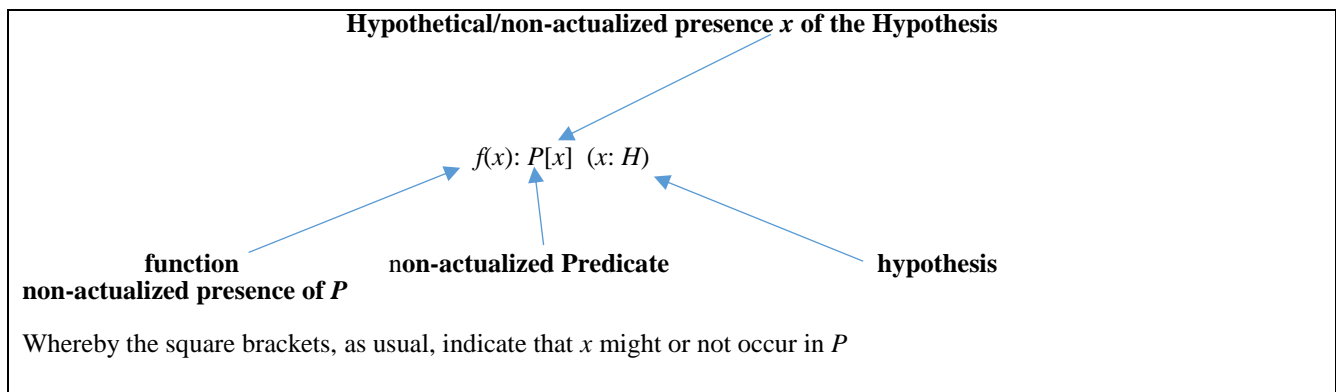 Hypothetical/non-actualized presence x of the Hypothesis
f(x): P[x] (x: H)
function non-actualized Predicate hypothesis
non-actualized presence of P
Whereby the square brackets, as usual, indicate that x might or not occur in P